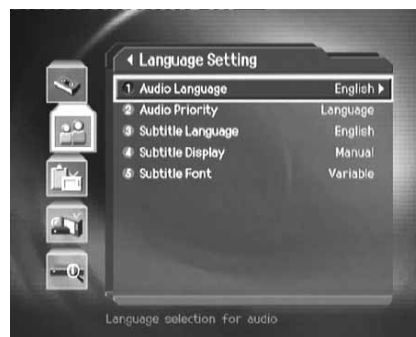 Language Setting
1 Audio Language English
2 Audio Priority Language
3 Subtitle Language English
4 Subtitle Display Manual
5 Subtitle Font Variable
Language selection for audio